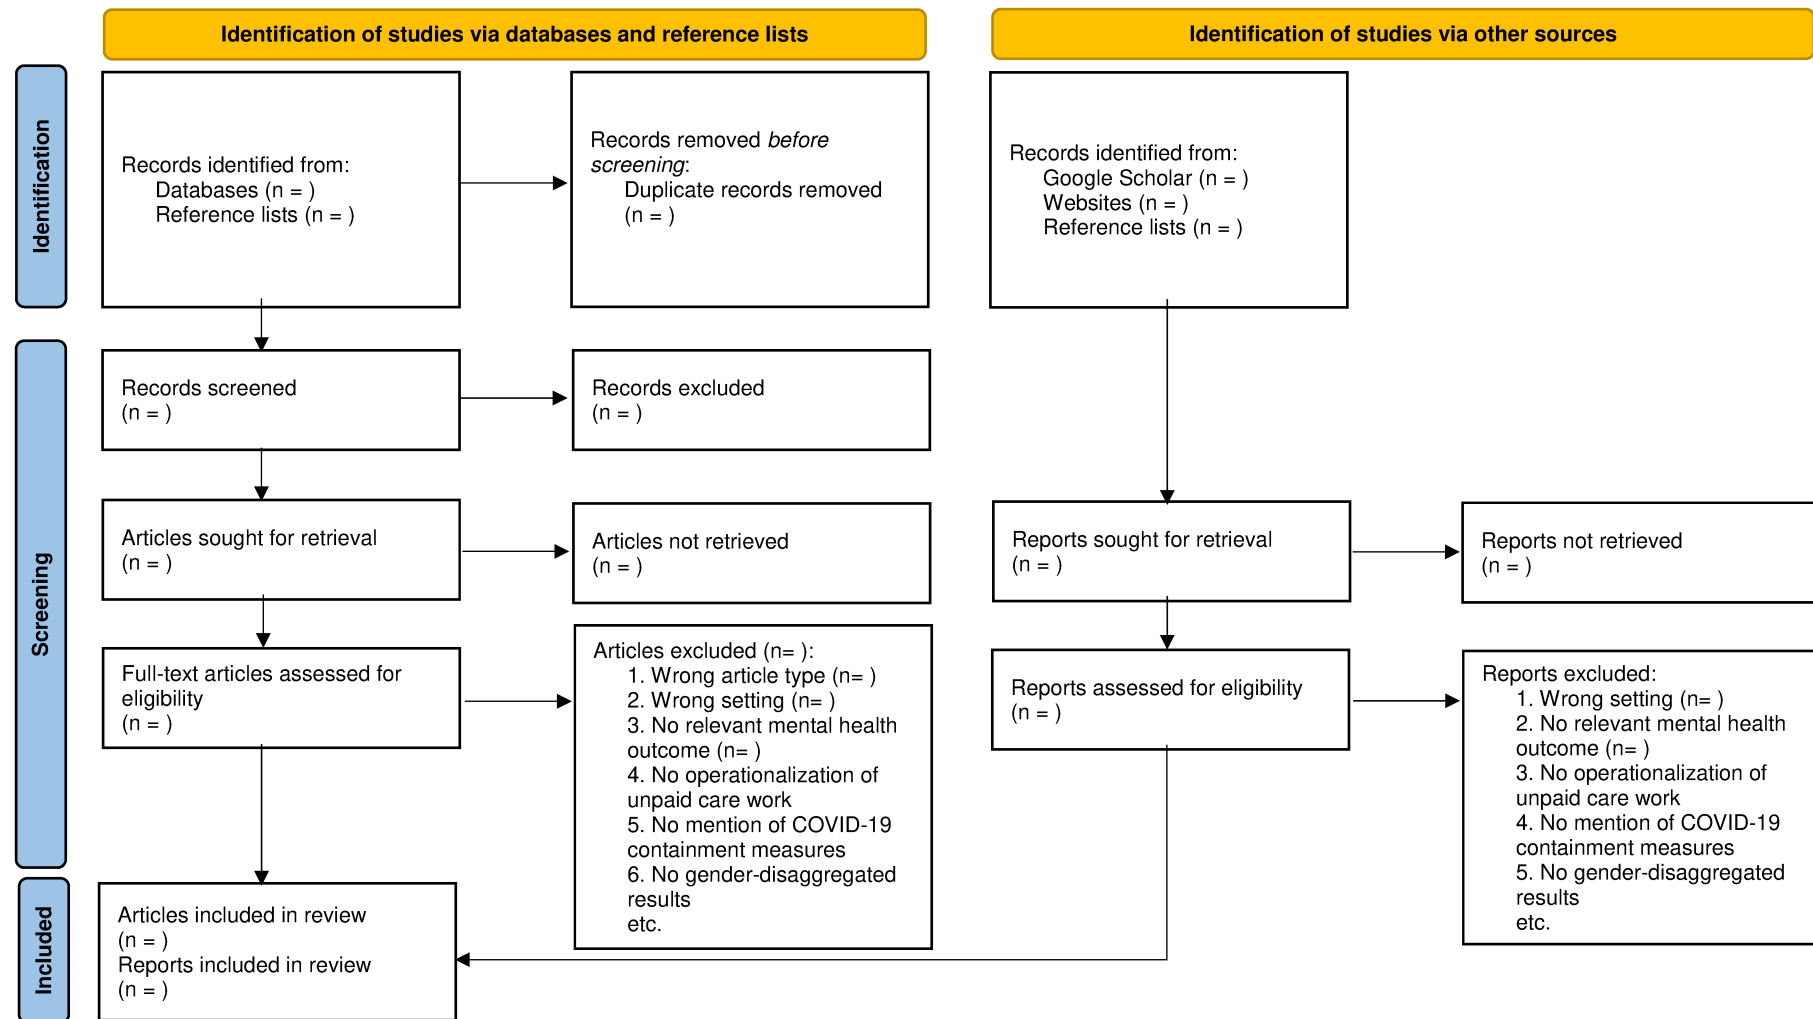 Identification of studies via databases and reference lists
Identification of studies via other sources
Identification
Records identified from:
Databases (n = )
Reference lists (n = )
Records removed before
screening:
Duplicate records removed
(n = )
Records identified from:
Google Scholar (n = )
Websites (n = )
Reference lists (n = )
Screening
Records screened
(n = )
Records excluded
(n = )
Articles sought for retrieval
(n = )
Articles not retrieved
(n = )
Reports sought for retrieval
(n = )
Reports not retrieved
(n = )
Full-text articles assessed for
eligibility
(n = )
Articles excluded (n= ):
1. Wrong article type (n= )
2. Wrong setting (n= )
3. No relevant mental health
outcome (n= )
4. No operationalization of
unpaid care work
5. No mention of COVID-19
containment measures
6. No gender-disaggregated
results
etc.
Reports assessed for eligibility
(n = )
Reports excluded:
1. Wrong setting (n= )
2. No relevant mental health
outcome (n= )
3. No operationalization of
unpaid care work
4. No mention of COVID-19
containment measures
5. No gender-disaggregated
results
etc.
Included
Articles included in review
(n = )
Reports included in review
(n = )